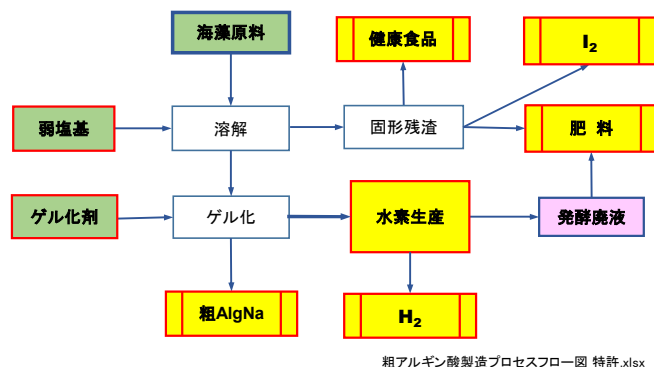 海藻原料
健康食品
I₂
弱塩基
溶解
固形残渣
肥 料
ゲル化剤
ゲル化
水素生産
発酵廃液
粗AlgNa
H₂
粗アルギン酸製造プロセスフロー図 特許.xlsx